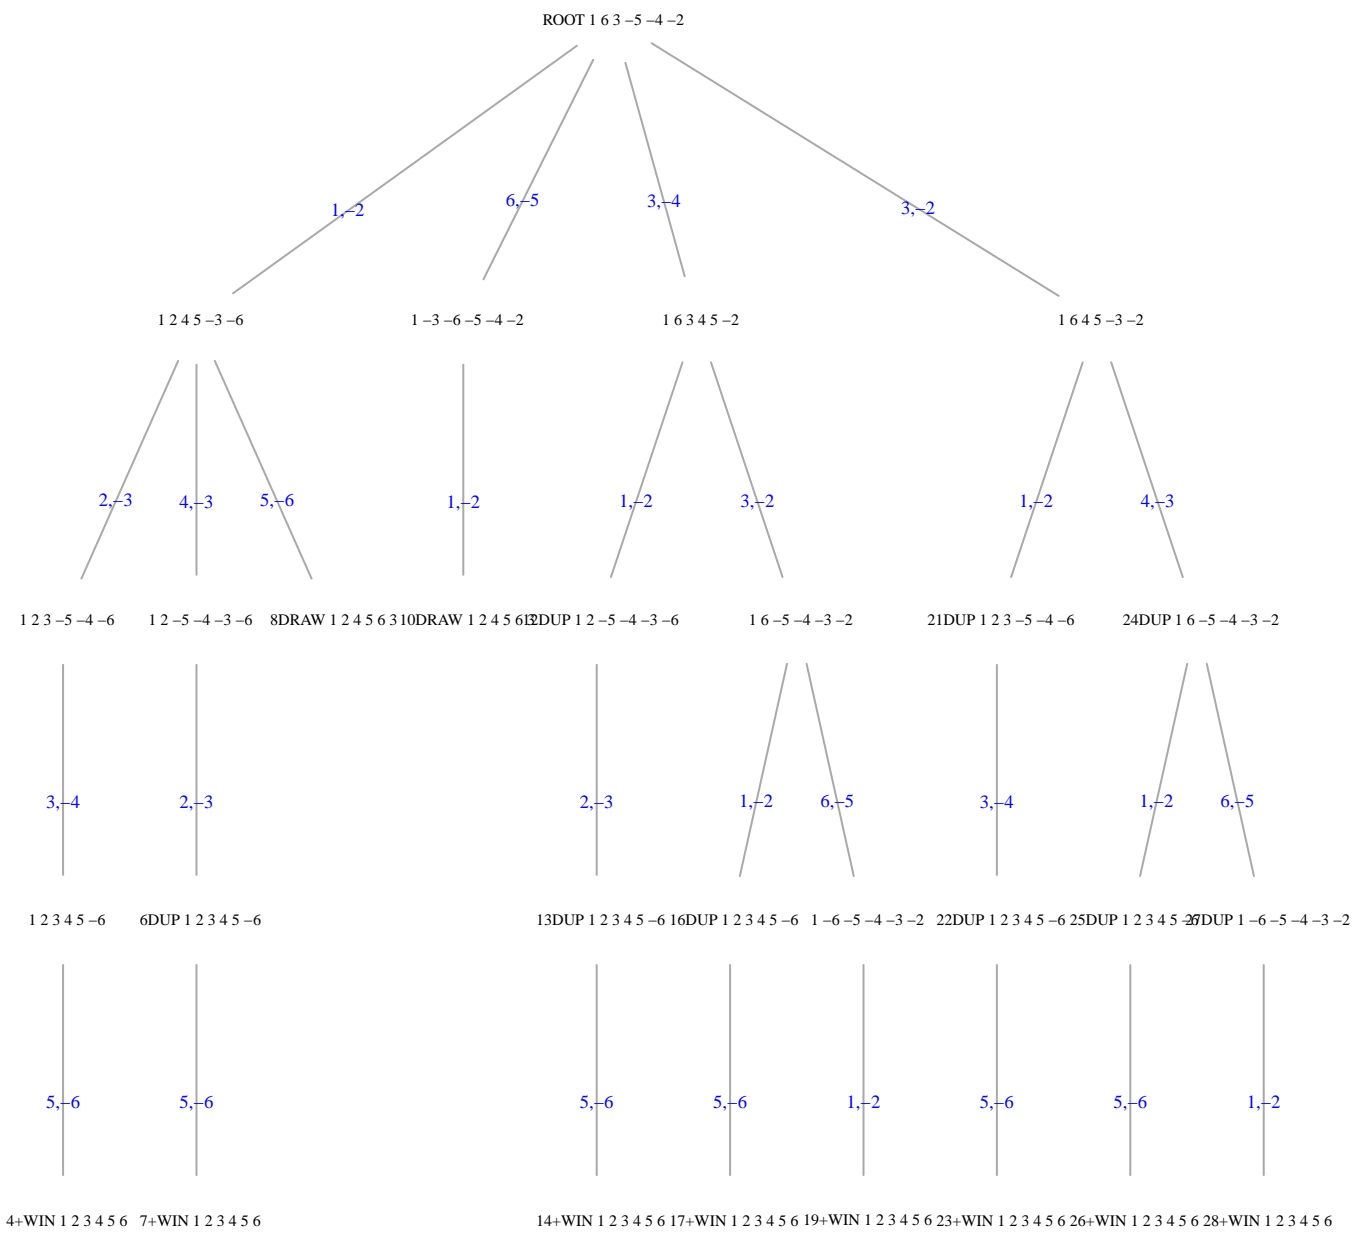 ROOT 1 6 3 −5 −4 −2
1,−2
6,−5
3,−4
3,−2
1 2 4 5 −3 −6
1 −3 −6 −5 −4 −2
1 6 3 4 5 −2
1 6 4 5 −3 −2
2,−3
4,−3
5,−6
1,−2
1,−2
3,−2
1,−2
4,−3
1 2 3 −5 −4 −6
1 2 −5 −4 −3 −6
8DRAW 1 2 4 5 6 3
10DRAW 1 2 4 5 6 3
12DUP 1 2 −5 −4 −3 −6
1 6 −5 −4 −3 −2
21DUP 1 2 3 −5 −4 −6
24DUP 1 6 −5 −4 −3 −2
3,−4
2,−3
2,−3
1,−2
6,−5
3,−4
1,−2
6,−5
1 2 3 4 5 −6
6DUP 1 2 3 4 5 −6
13DUP 1 2 3 4 5 −6
16DUP 1 2 3 4 5 −6
1 −6 −5 −4 −3 −2
22DUP 1 2 3 4 5 −6
25DUP 1 2 3 4 5 −6
27DUP 1 −6 −5 −4 −3 −2
5,−6
5,−6
5,−6
5,−6
1,−2
5,−6
5,−6
1,−2
4+WIN 1 2 3 4 5 6
7+WIN 1 2 3 4 5 6
14+WIN 1 2 3 4 5 6
17+WIN 1 2 3 4 5 6
19+WIN 1 2 3 4 5 6
23+WIN 1 2 3 4 5 6
26+WIN 1 2 3 4 5 6
28+WIN 1 2 3 4 5 6